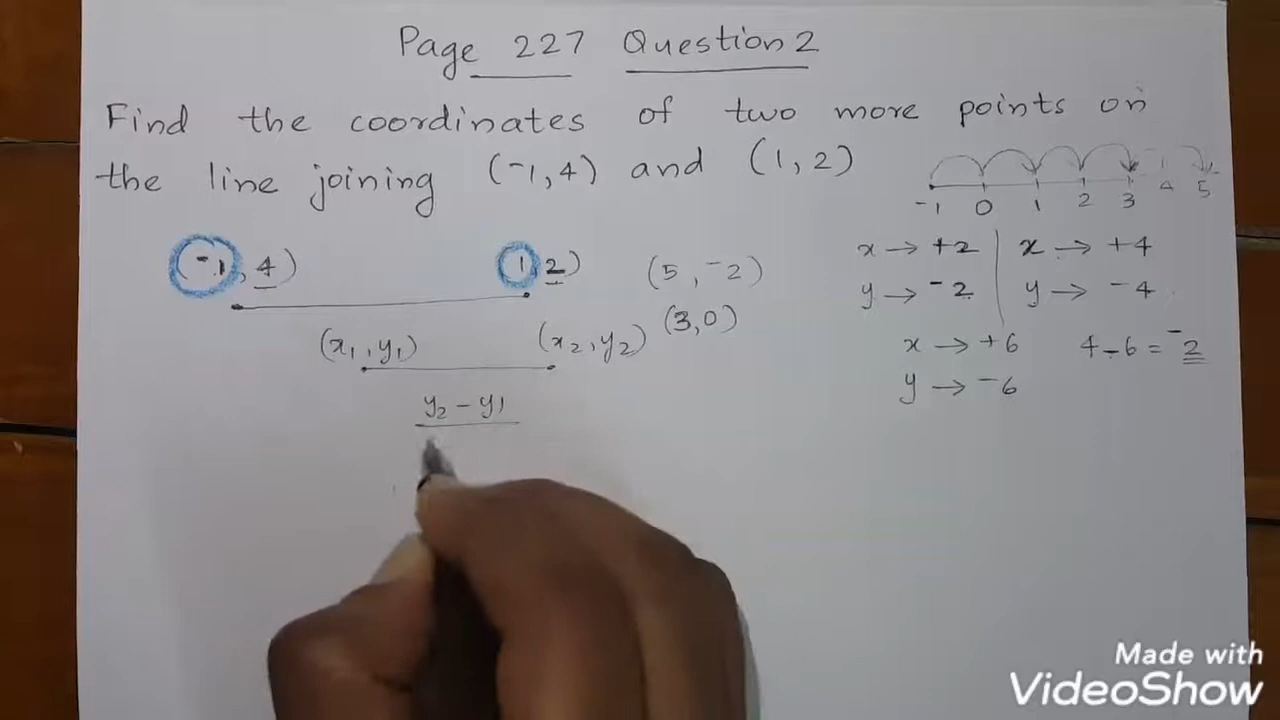 Page 227 Question 2
Find the coordinates of two more points on
the line joining (-1,4) and (1,2)
-1 0 1 2 3 4 5
(-1, 4) (1,2) (5, -2) x → +2 x → +4
y → -2 y → -4
(x₁,y₁) (x₂,y₂) (3,0) x → +6 4-6 = -2
y → -6
y₂ - y₁
Made with
VideoShow